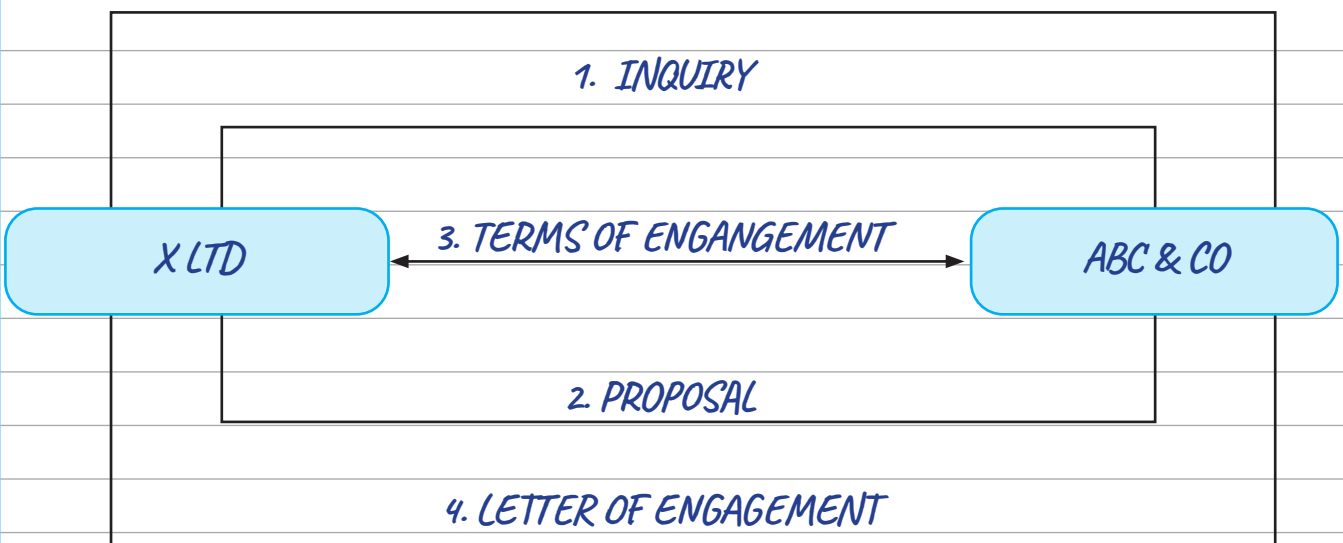 1. INQUIRY
X LTD
3. TERMS OF ENGANGEMENT
ABC & CO
2. PROPOSAL
4. LETTER OF ENGAGEMENT